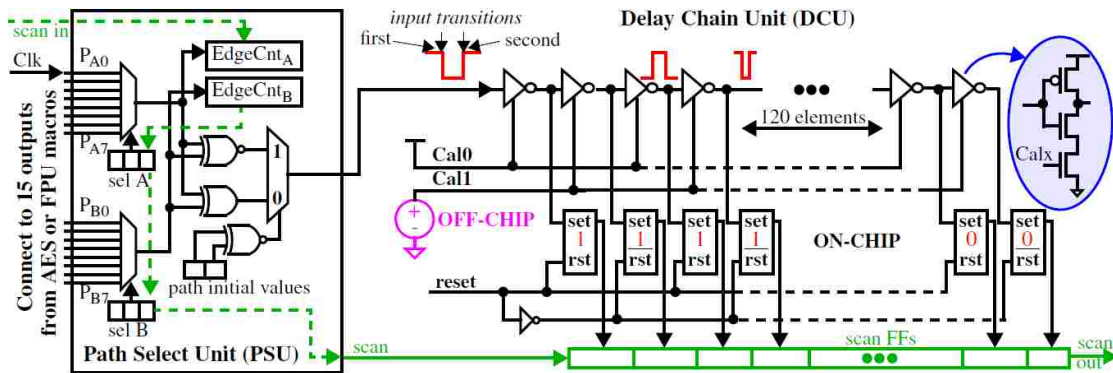 input transitions
Delay Chain Unit (DCU)
scan in
first
second
Clk
P_A0
EdgeCnt_A
EdgeCnt_B
P_A7
sel A
1
0
120 elements
Cal0
Cal1
Calx
OFF-CHIP
ON-CHIP
Connect to 15 outputs
from AES or FPU macros
P_B0
P_B7
sel B
path initial values
set
1
rst
set
1
rst
set
1
rst
set
1
rst
set
0
rst
set
0
rst
reset
Path Select Unit (PSU)
scan
scan FFs
scan
out